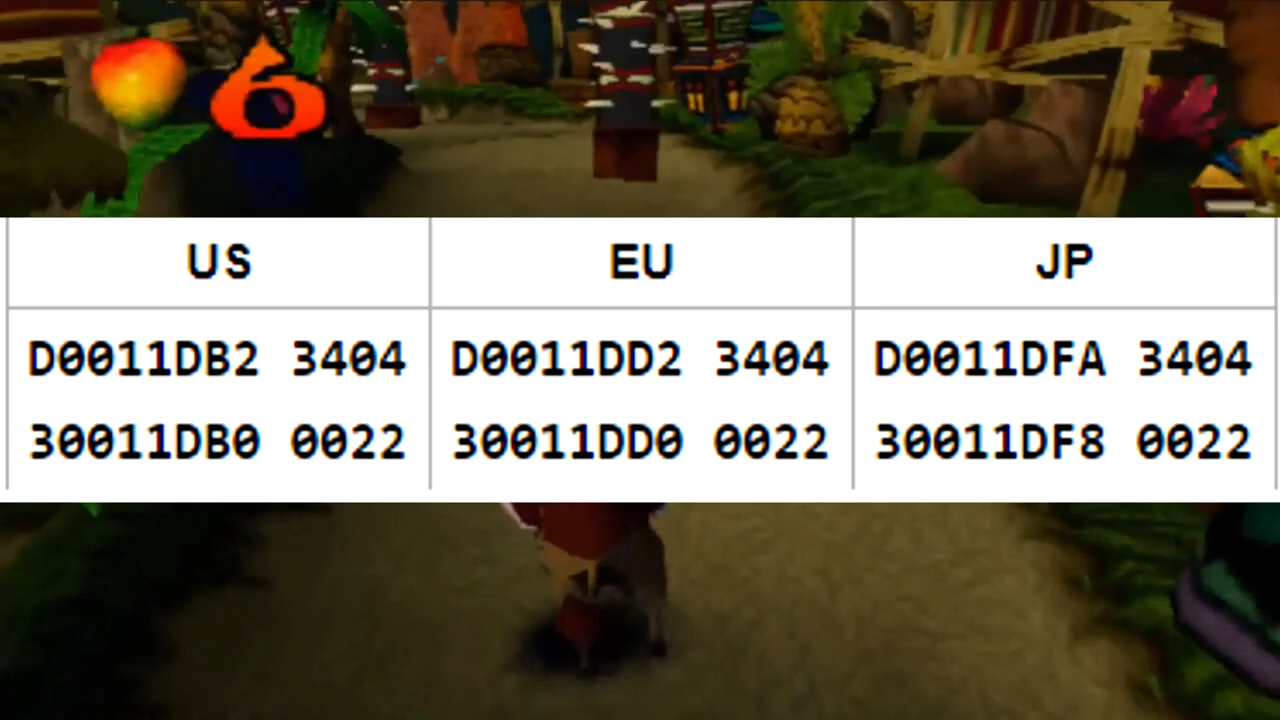 6
US EU JP
D0011DB2 3404 D0011DD2 3404 D0011DFA 3404
30011DB0 0022 30011DD0 0022 30011DF8 0022